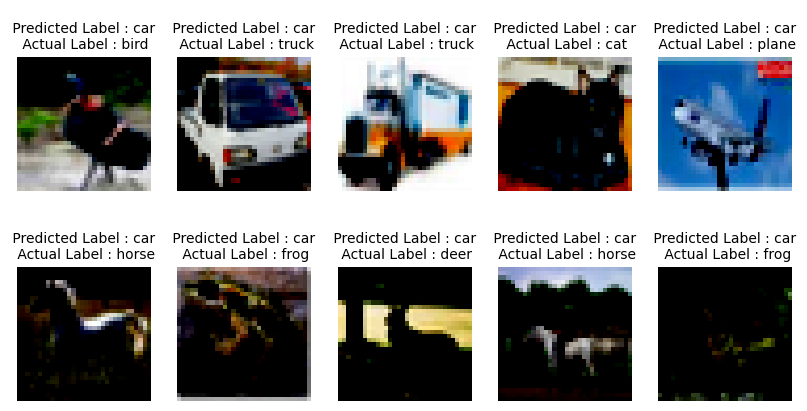 Predicted Label : car
Actual Label : bird
Predicted Label : car
Actual Label : truck
Predicted Label : car
Actual Label : truck
Predicted Label : car
Actual Label : cat
Predicted Label : car
Actual Label : plane
Predicted Label : car
Actual Label : horse
Predicted Label : car
Actual Label : frog
Predicted Label : car
Actual Label : deer
Predicted Label : car
Actual Label : horse
Predicted Label : car
Actual Label : frog